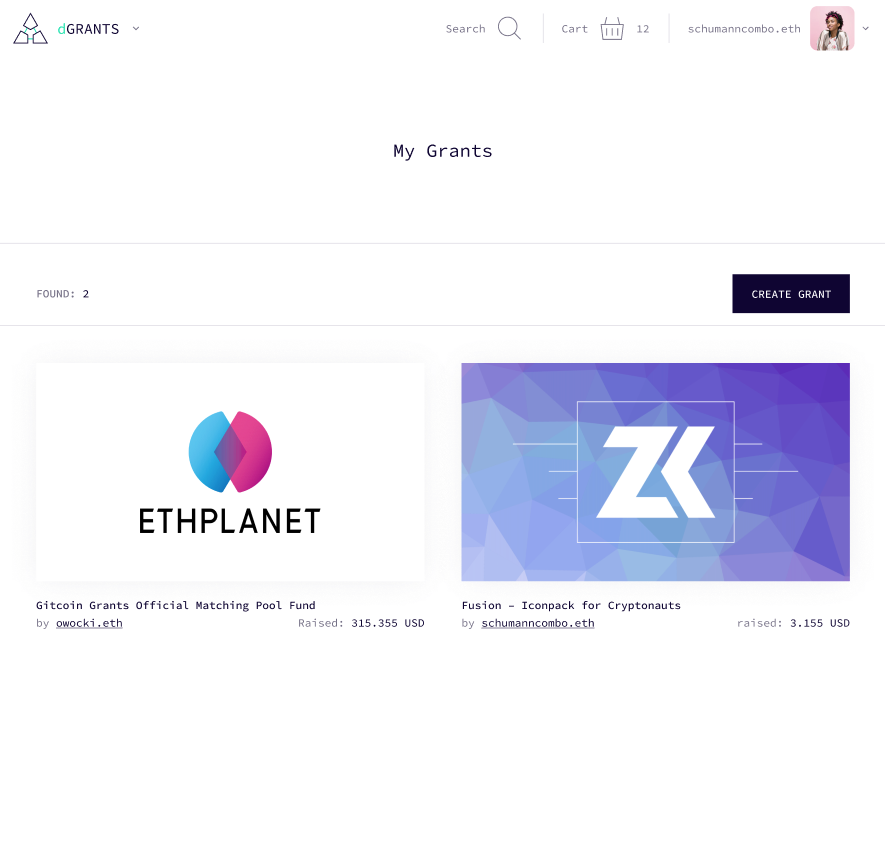 dGRANTS
Search
Cart
12
schumanncombo.eth
My Grants
FOUND: 2
CREATE GRANT
ETHPLANET
ZK
Gitcoin Grants Official Matching Pool Fund
by owocki.eth
Raised: 315.355 USD
Fusion – Iconpack for Cryptonauts
by schumanncombo.eth
raised: 3.155 USD